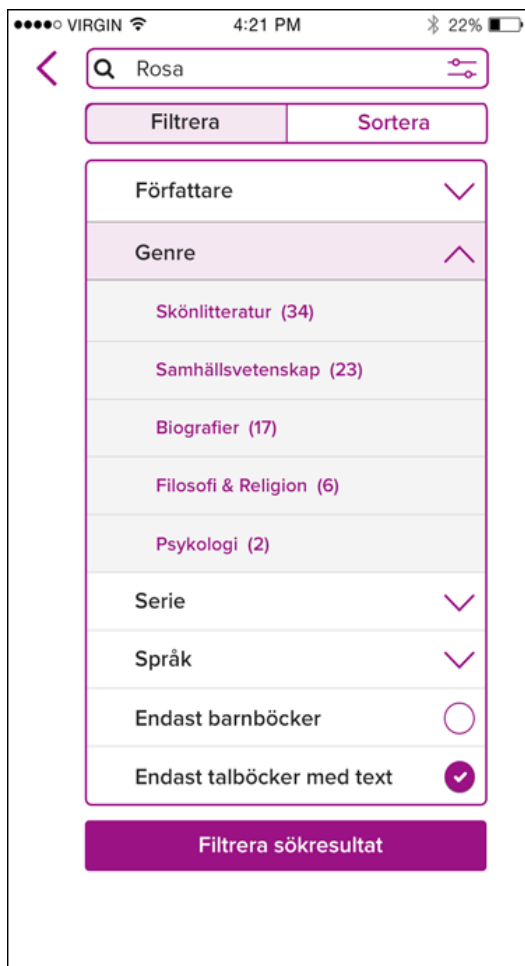 VIRGIN 4:21 PM 22%
Rosa
Filtrera Sortera
Författare
Genre
Skönlitteratur (34)
Samhällsvetenskap (23)
Biografier (17)
Filosofi & Religion (6)
Psykologi (2)
Serie
Språk
Endast barnböcker
Endast talböcker med text
Filtrera sökresultat